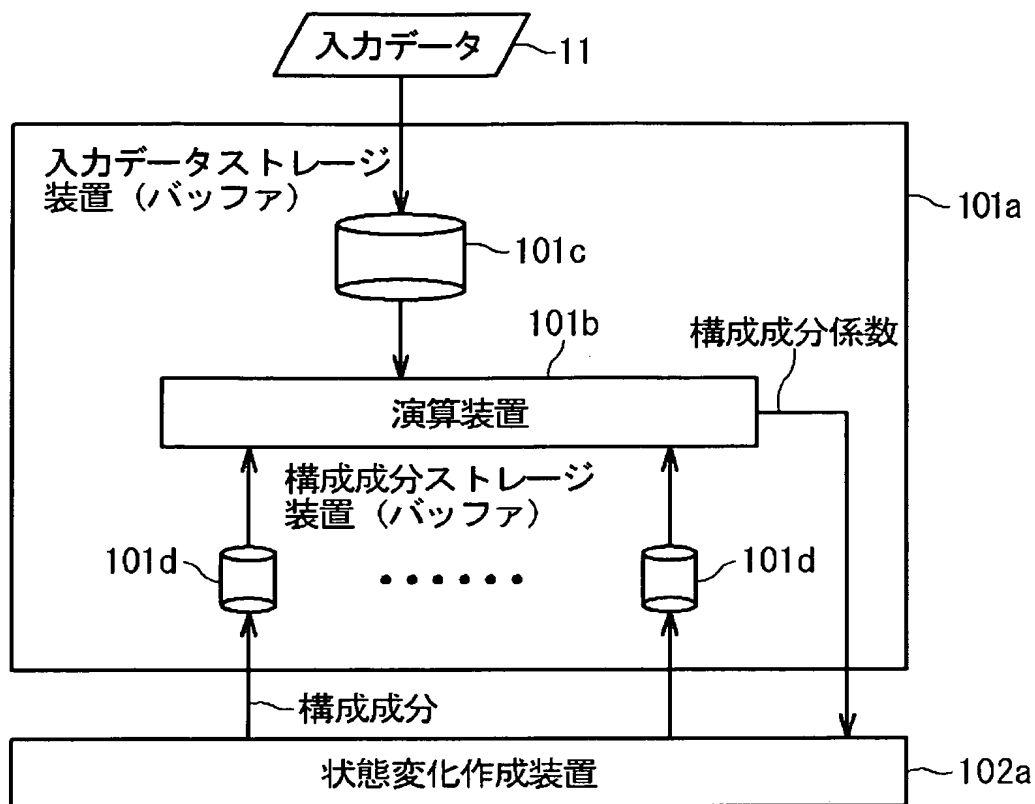 入力データ
11
入力データストレージ
装置（バッファ）
101a
101c
101b
構成成分係数
演算装置
構成成分ストレージ
装置（バッファ）
101d
101d
構成成分
状態変化作成装置
102a